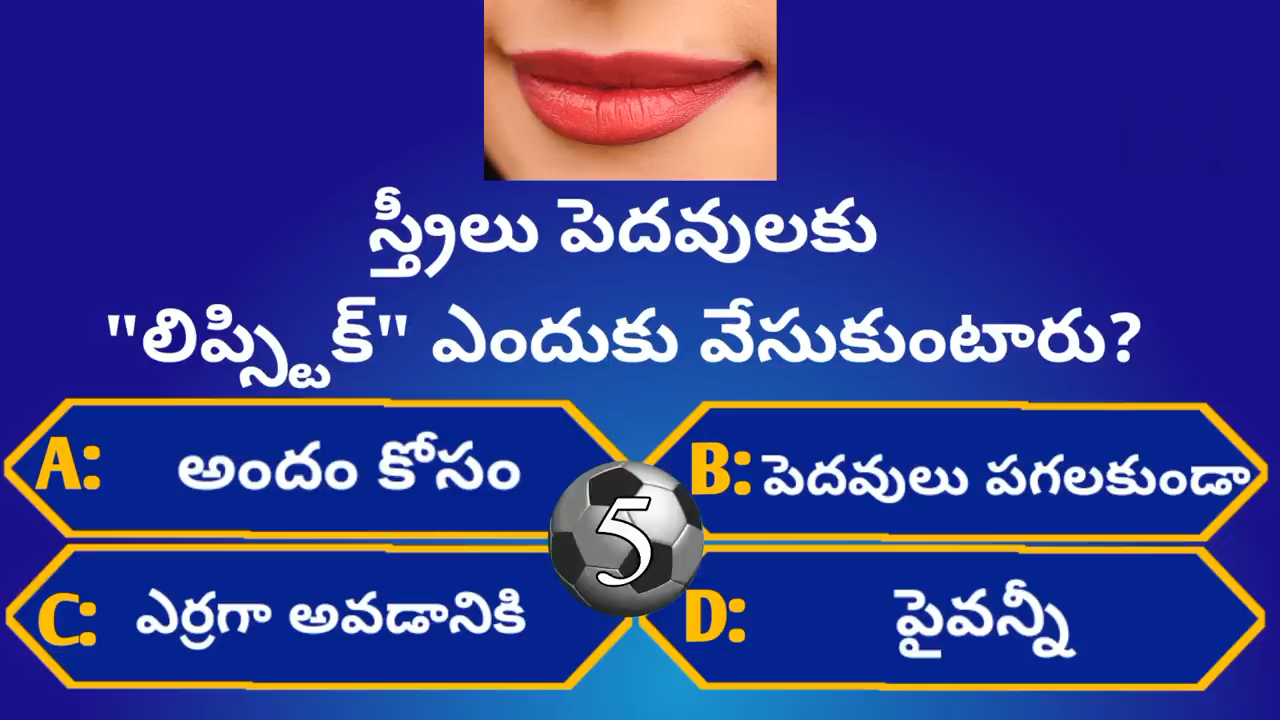 స్త్రీలు పెదవులకు
"లిప్స్టిక్" ఎందుకు వేసుకుంటారు?
A: అందం కోసం
B: పెదవులు పగలకుండా
5
C: ఎర్రగా అవడానికి
D: పైవన్నీ